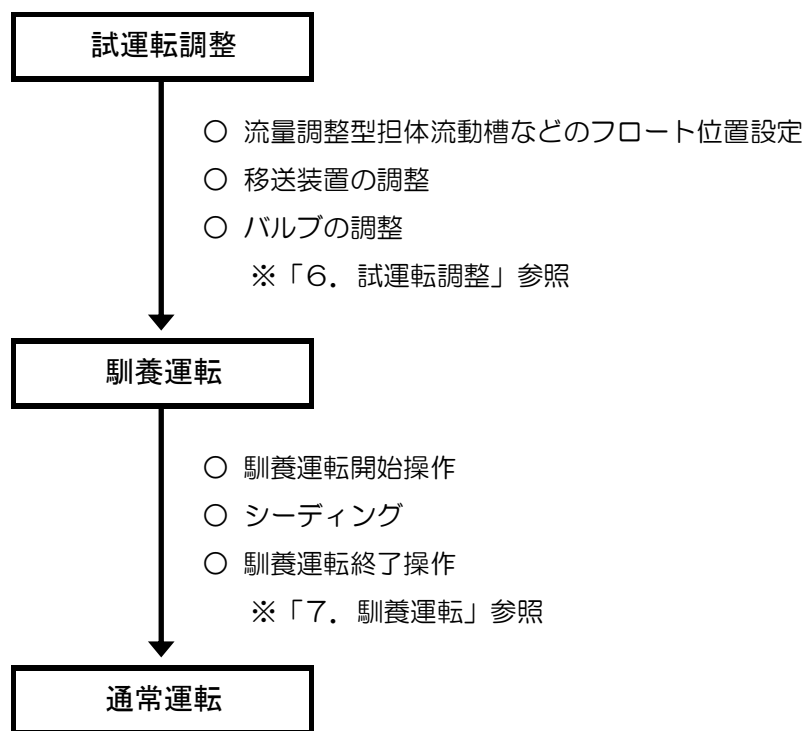 試運転調整
○ 流量調整型担体流動槽などのフロート位置設定
○ 移送装置の調整
○ バルブの調整
※「6．試運転調整」参照
馴養運転
○ 馴養運転開始操作
○ シーディング
○ 馴養運転終了操作
※「7．馴養運転」参照
通常運転